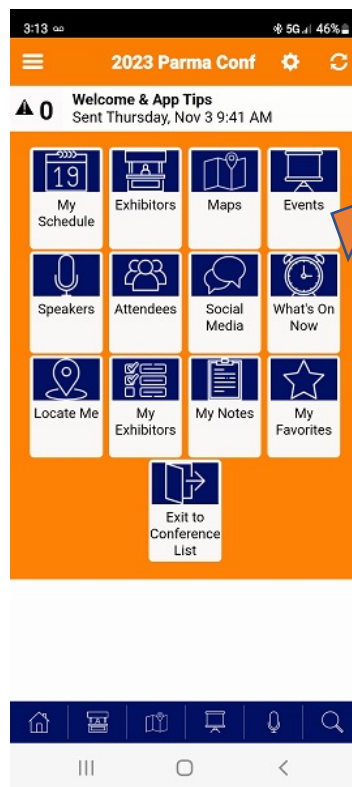 3:13
5G 46%
2023 Parma Conf
0 Welcome & App Tips
Sent Thursday, Nov 3 9:41 AM
19
My Schedule
Exhibitors
Maps
Events
Speakers
Attendees
Social Media
What's On Now
Locate Me
My Exhibitors
My Notes
My Favorites
Exit to
Conference
List